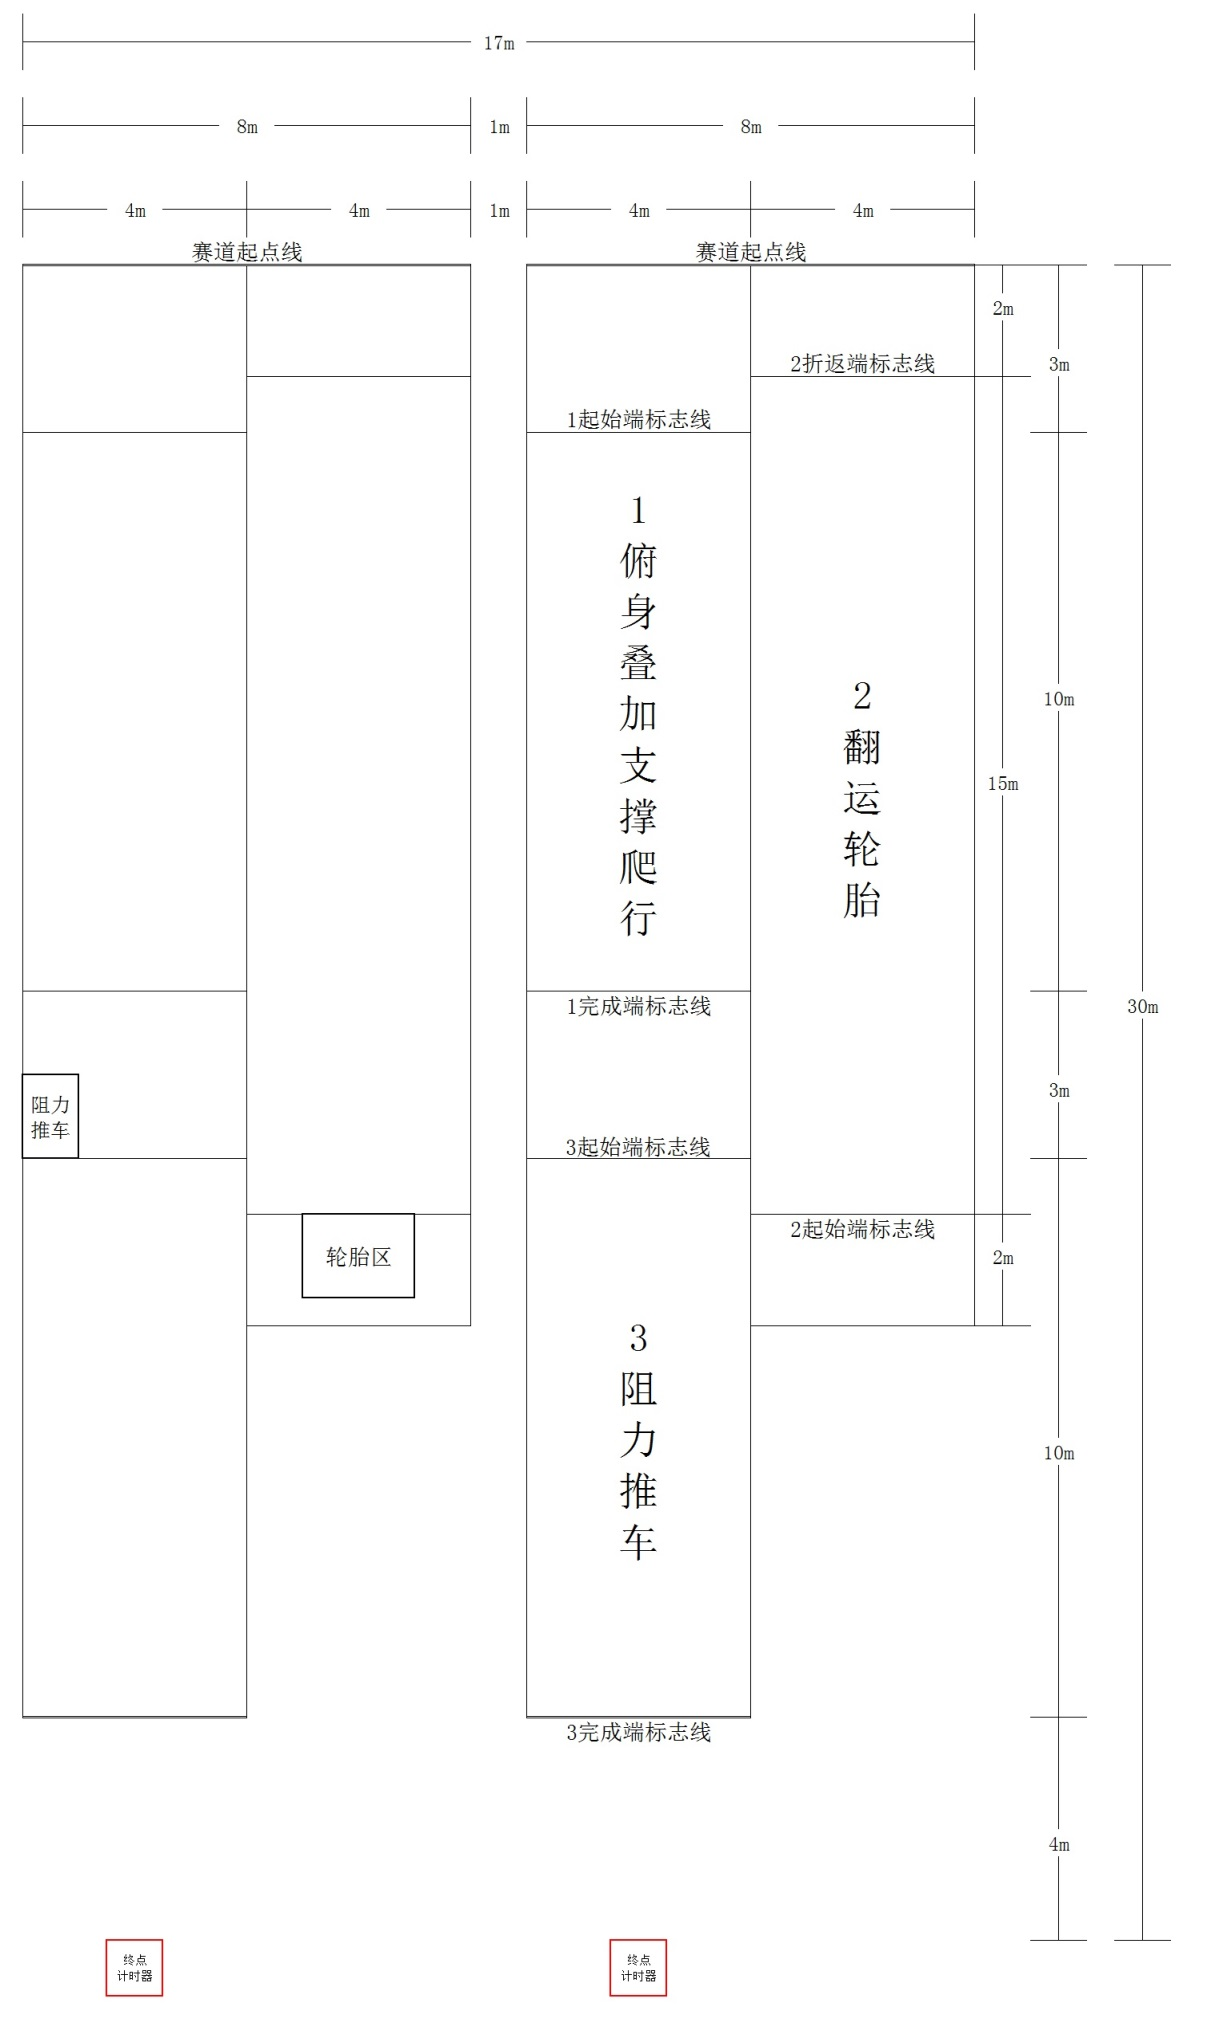 17m
8m
1m
8m
4m
4m
1m
4m
4m
赛道起点线
赛道起点线
2m
2折返端标志线
3m
1起始端标志线
1俯身叠加支撑爬行
2翻运轮胎
10m
15m
1完成端标志线
30m
阻力
推车
3m
3起始端标志线
2起始端标志线
轮胎区
2m
3阻力推车
10m
3完成端标志线
4m
终点
计时器
终点
计时器